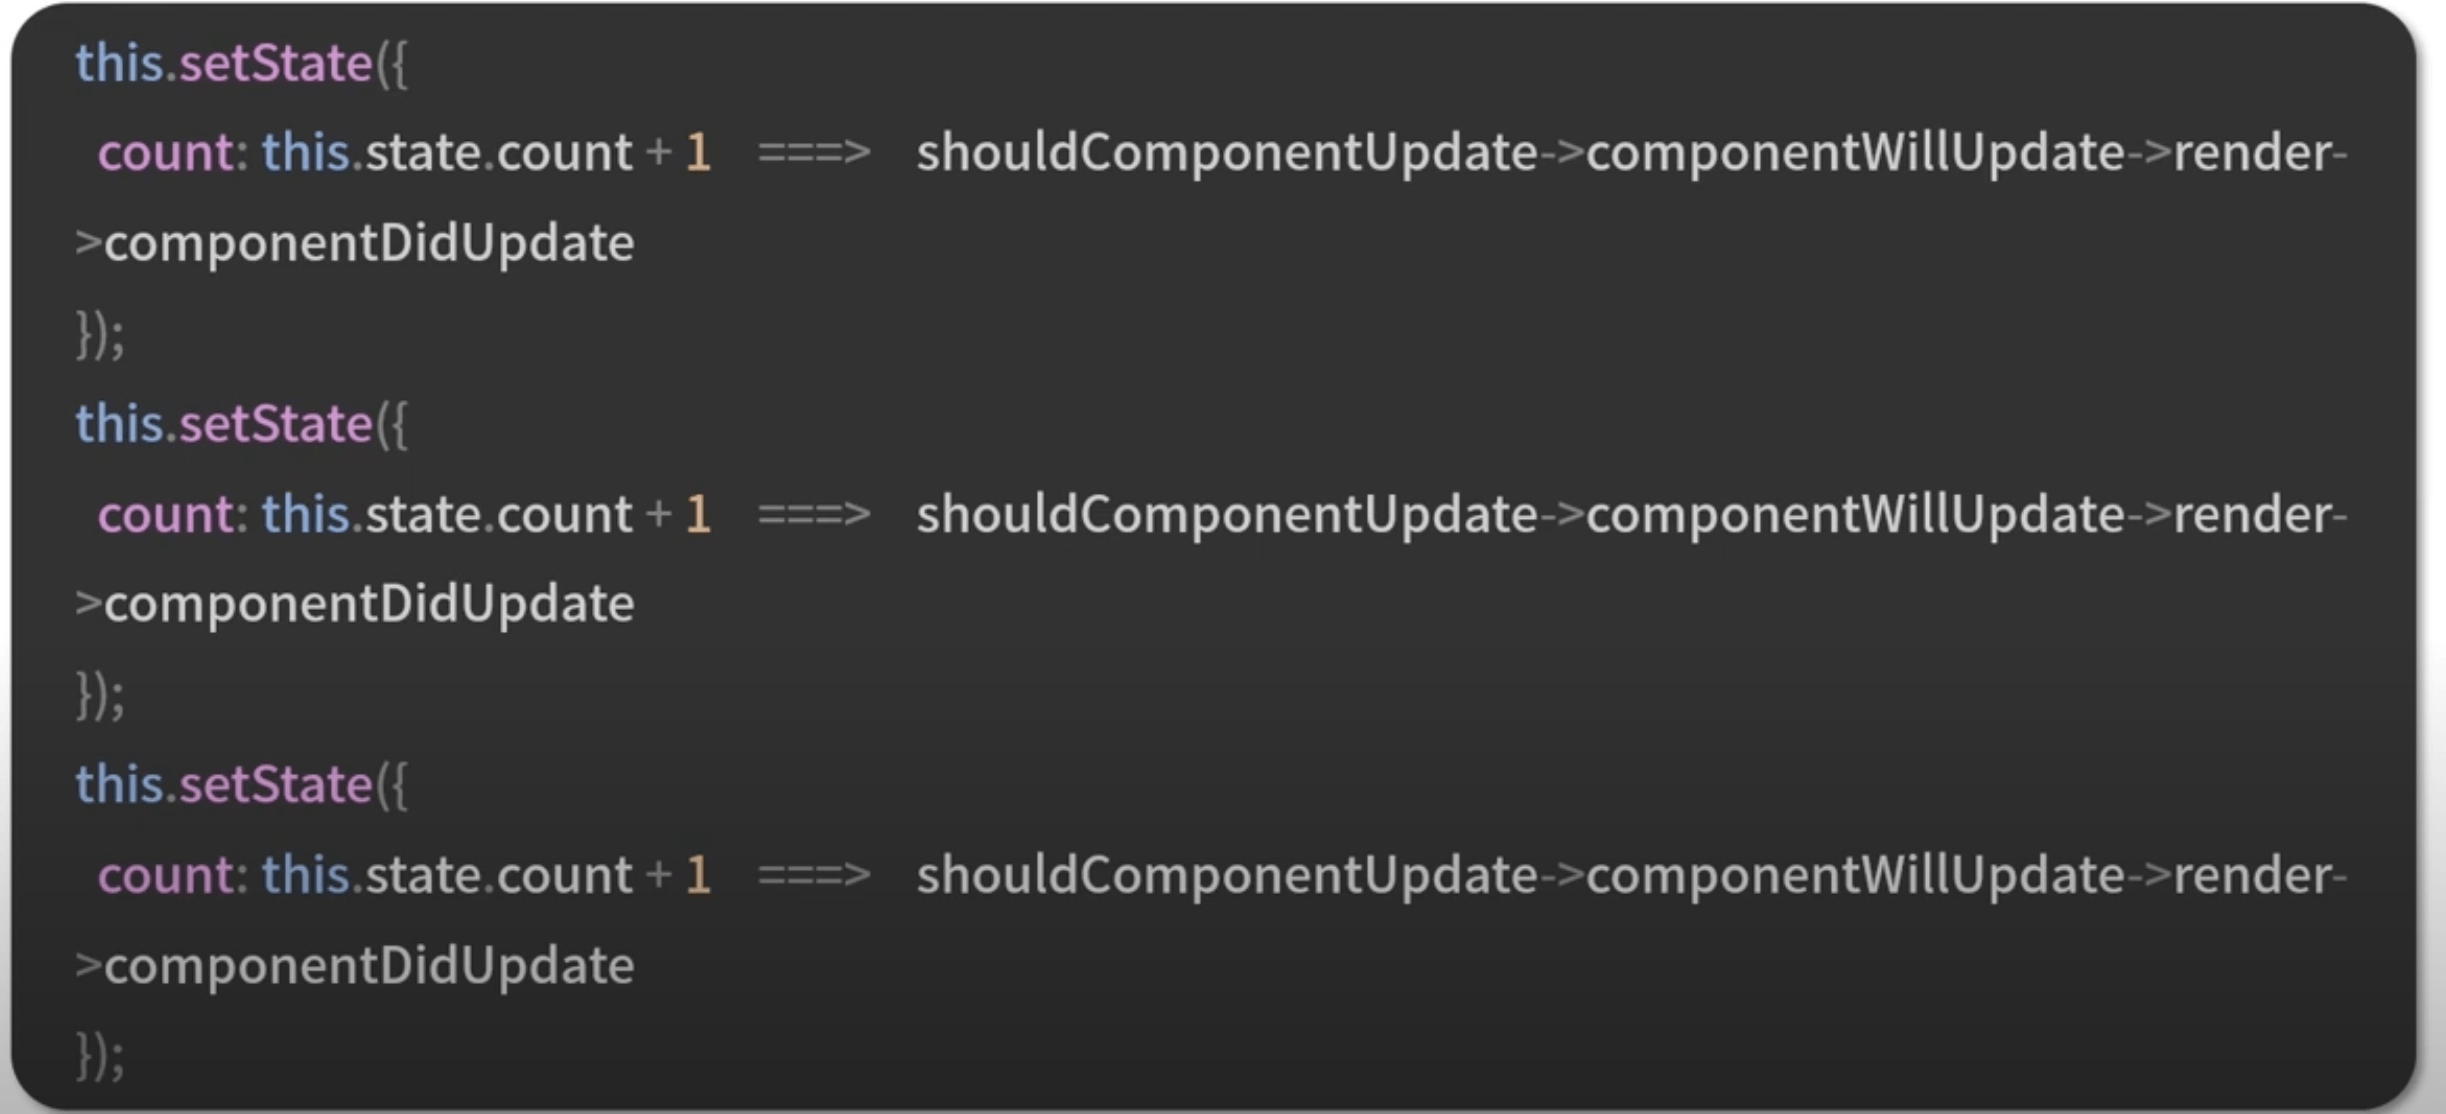 this.setState({
count: this.state.count + 1 ===> shouldComponentUpdate->componentWillUpdate->render-
>componentDidUpdate
});
this.setState({
count: this.state.count + 1 ===> shouldComponentUpdate->componentWillUpdate->render-
>componentDidUpdate
});
this.setState({
count: this.state.count + 1 ===> shouldComponentUpdate->componentWillUpdate->render-
>componentDidUpdate
});